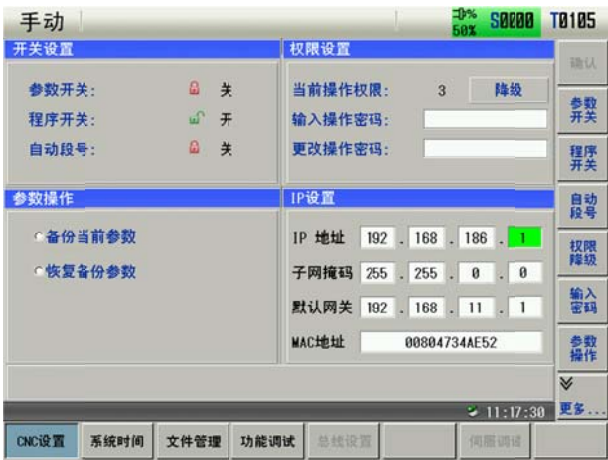 手动
50%
S0000
T0105
开关设置
参数开关: 关
程序开关: 开
自动段号: 关
权限设置
当前操作权限: 3 降级
输入操作密码:
更改操作密码:
参数操作
备份当前参数
恢复备份参数
IP设置
IP 地址 192 . 168 . 186 . 1
子网掩码 255 . 255 . 0 . 0
默认网关 192 . 168 . 11 . 1
MAC地址 00804734AE52
确认
参数
开关
程序
开关
自动
段号
权限
降级
输入
密码
参数
操作
更多...
11:17:30
CNC设置 系统时间 文件管理 功能调试 总线设置 伺服调试